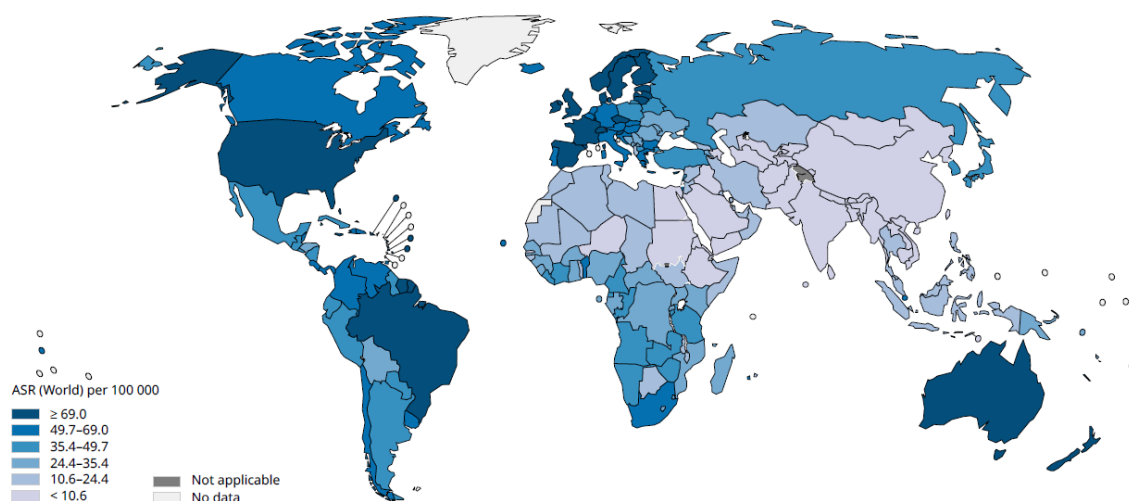 ASR (World) per 100 000
≥ 69.0
49.7–69.0
35.4–49.7
24.4–35.4
10.6–24.4
< 10.6
Not applicable
No data